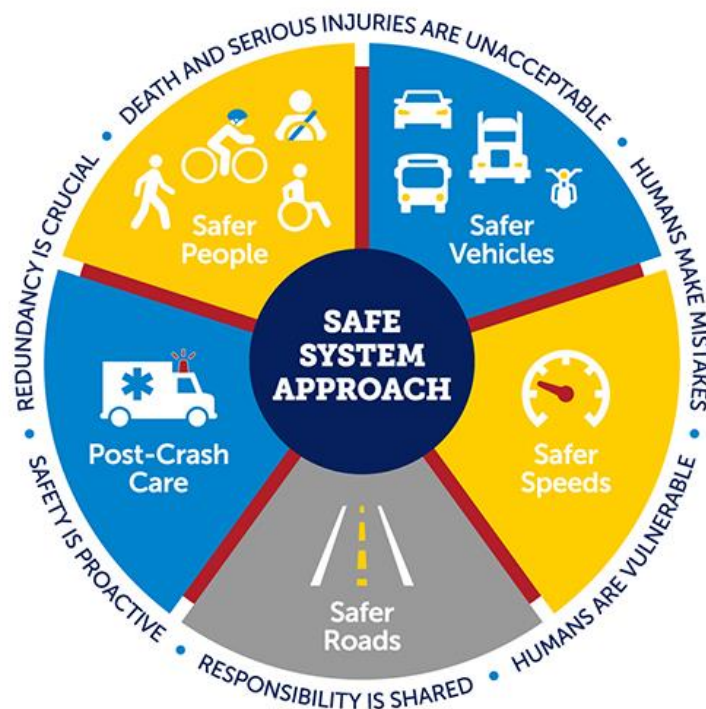 DEATH AND SERIOUS INJURIES ARE UNACCEPTABLE
HUMANS MAKE MISTAKES
HUMANS ARE VULNERABLE
RESPONSIBILITY IS SHARED
SAFETY IS PROACTIVE
REDUNDANCY IS CRUCIAL
Safer
People
Safer
Vehicles
SAFE
SYSTEM
APPROACH
Post-Crash
Care
Safer
Speeds
Safer
Roads